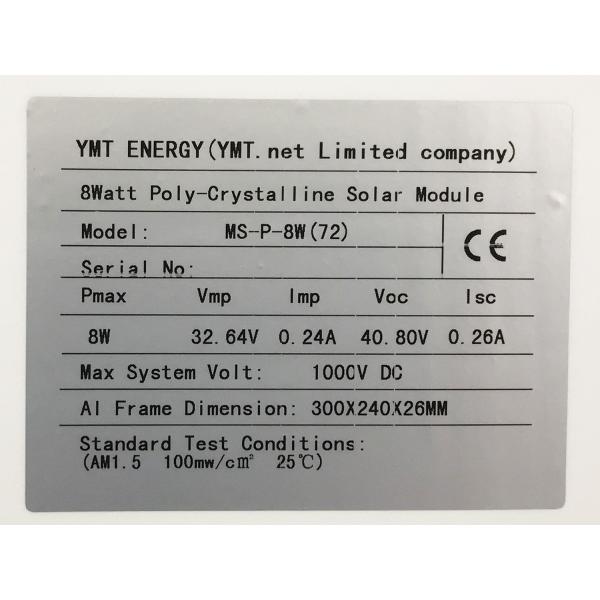 YMT ENERGY(YMT.net Limited company)
8Watt Poly-Crystalline Solar Module
Model: MS-P-8W(72)
CE
Serial No:
Pmax Vmp Imp Voc Isc
8W 32.64V 0.24A 40.80V 0.26A
Max System Volt: 1000V DC
Al Frame Dimension: 300X240X26MM
Standard Test Conditions:
(AM1.5 100mw/cm² 25℃)